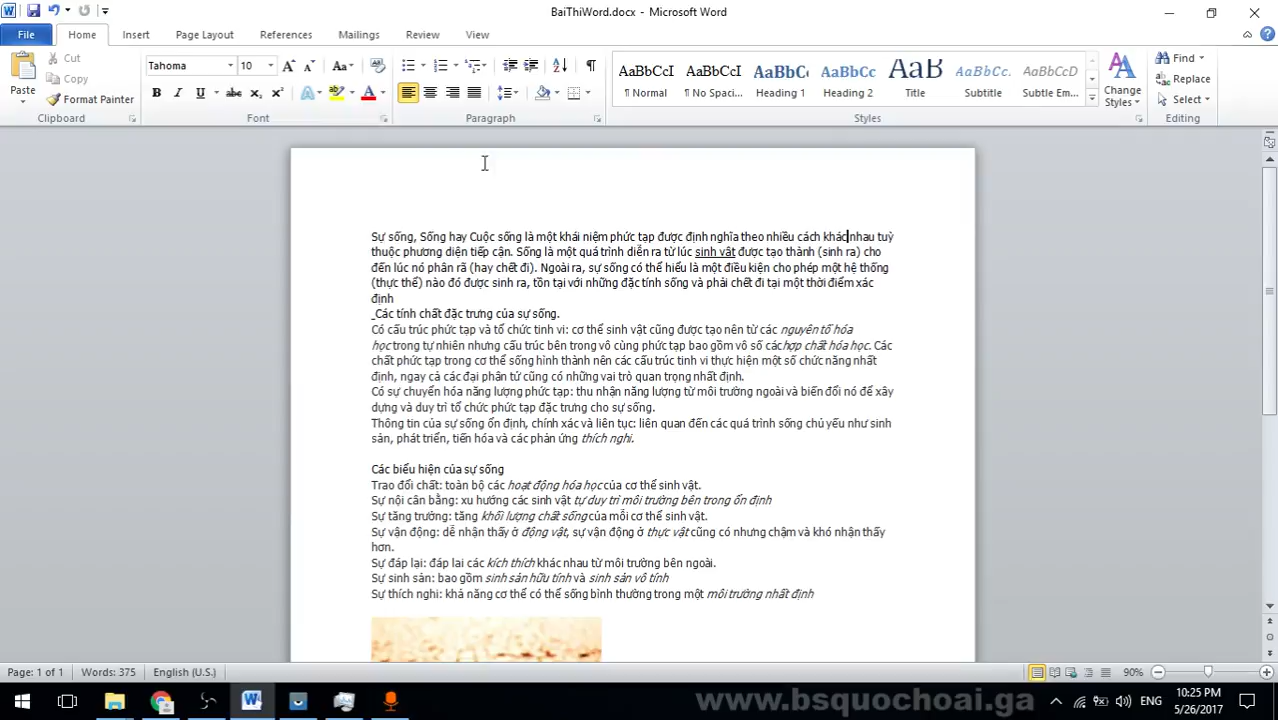 BaiThiWord.docx - Microsoft Word
File Home Insert Page Layout References Mailings Review View
Cut
Copy
Format Painter
Paste
Tahoma 10
AaBbCcI AaBbCcI AaBbC AaBbCc AaB AaBbCcI AaBbCcD
¶ Normal ¶ No Spaci... Heading 1 Heading 2 Title Subtitle Subtle Em...
Change Styles
Find
Replace
Select
Clipboard Font Paragraph Styles Editing
Sự sống, Sống hay Cuộc sống là một khái niệm phức tạp được định nghĩa theo nhiều cách khác nhau tuỳ
thuộc phương diện tiếp cận. Sống là một quá trình diễn ra từ lúc sinh vật được tạo thành (sinh ra) cho
đến lúc nó phân rã (hay chết đi). Ngoài ra, sự sống có thể hiểu là một điều kiện cho phép một hệ thống
(thực thể) nào đó được sinh ra, tồn tại với những đặc tính sống và phải chết đi tại một thời điểm xác
định
Các tính chất đặc trưng của sự sống.
Có cấu trúc phức tạp và tổ chức tinh vi: cơ thể sinh vật cũng được tạo nên từ các nguyên tố hóa
học trong tự nhiên nhưng cấu trúc bên trong vô cùng phức tạp bao gồm vô số cáchợp chất hóa học. Các
chất phức tạp trong cơ thể sống hình thành nên các cấu trúc tinh vi thực hiện một số chức năng nhất
định, ngay cả các đại phân tử cũng có những vai trò quan trọng nhất định.
Có sự chuyển hóa năng lượng phức tạp: thu nhận năng lượng từ môi trường ngoài và biến đổi nó để xây
dựng và duy trì tổ chức phức tạp đặc trưng cho sự sống.
Thông tin của sự sống ổn định, chính xác và liên tục: liên quan đến các quá trình sống chủ yếu như sinh
sản, phát triển, tiến hóa và các phản ứng thích nghi.
Các biểu hiện của sự sống
Trao đổi chất: toàn bộ các hoạt động hóa học của cơ thể sinh vật.
Sự nội cân bằng: xu hướng các sinh vật tự duy trì môi trường bên trong ổn định
Sự tăng trưởng: tăng khối lượng chất sống của mỗi cơ thể sinh vật.
Sự vận động: dễ nhận thấy ở động vật, sự vận động ở thực vật cũng có nhưng chậm và khó nhận thấy
hơn.
Sự đáp lại: đáp lai các kích thích khác nhau từ môi trường bên ngoài.
Sự sinh sản: bao gồm sinh sản hữu tính và sinh sản vô tính
Sự thích nghi: khả năng cơ thể có thể sống bình thường trong một môi trường nhất định
Page: 1 of 1 Words: 375 English (U.S.) 90%
www.bsquochoai.ga
ENG
10:25 PM
5/26/2017